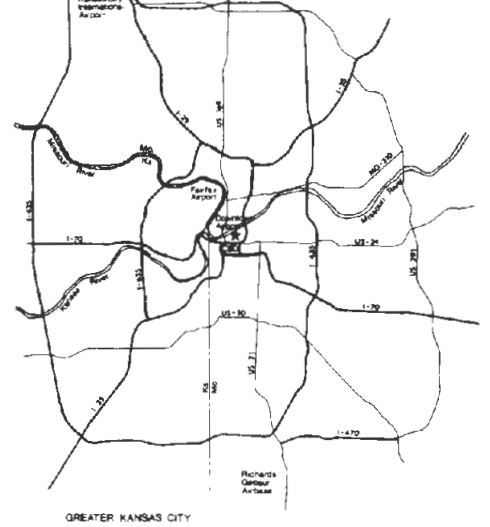 International
Airport
I-29
US
I-35
Mo
Ks
Missouri River
MO-210
Fairfax
Airport
Missouri River
I-435
Downtown
Airport
I-70
US-24
I-635
I-435
US 291
Kansas River
I-70
US-50
US 71
Ks
Mo
I-35
I-470
Richards
Gebaur
Airbase
GREATER KANSAS CITY